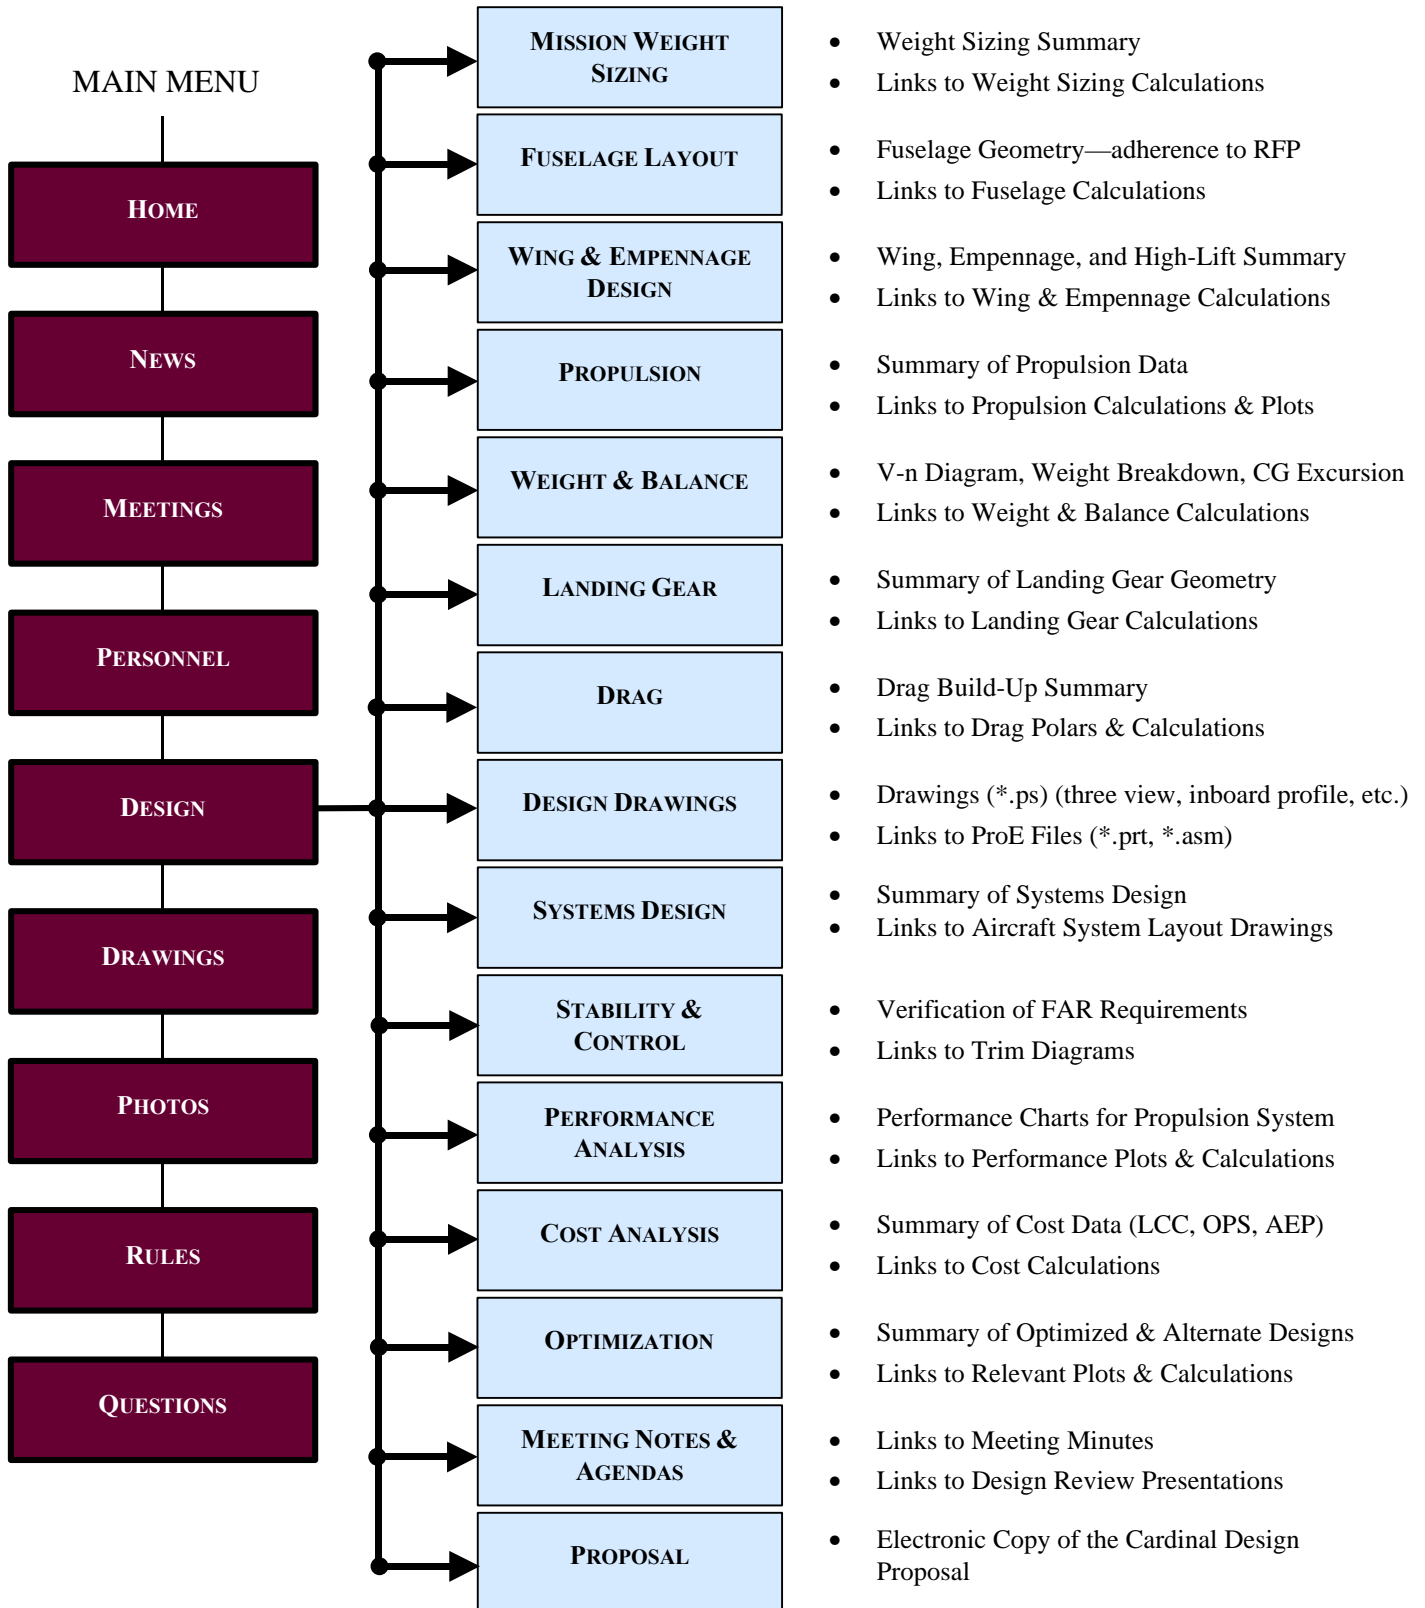 MAIN MENU
HOME
NEWS
MEETINGS
PERSONNEL
DESIGN
DRAWINGS
PHOTOS
RULES
QUESTIONS
MISSION WEIGHT
SIZING
• Weight Sizing Summary
• Links to Weight Sizing Calculations
FUSELAGE LAYOUT
• Fuselage Geometry—adherence to RFP
• Links to Fuselage Calculations
WING & EMPENNAGE
DESIGN
• Wing, Empennage, and High-Lift Summary
• Links to Wing & Empennage Calculations
PROPULSION
• Summary of Propulsion Data
• Links to Propulsion Calculations & Plots
WEIGHT & BALANCE
• V-n Diagram, Weight Breakdown, CG Excursion
• Links to Weight & Balance Calculations
LANDING GEAR
• Summary of Landing Gear Geometry
• Links to Landing Gear Calculations
DRAG
• Drag Build-Up Summary
• Links to Drag Polars & Calculations
DESIGN DRAWINGS
• Drawings (*.ps) (three view, inboard profile, etc.)
• Links to ProE Files (*.prt, *.asm)
SYSTEMS DESIGN
• Summary of Systems Design
• Links to Aircraft System Layout Drawings
STABILITY &
CONTROL
• Verification of FAR Requirements
• Links to Trim Diagrams
PERFORMANCE
ANALYSIS
• Performance Charts for Propulsion System
• Links to Performance Plots & Calculations
COST ANALYSIS
• Summary of Cost Data (LCC, OPS, AEP)
• Links to Cost Calculations
OPTIMIZATION
• Summary of Optimized & Alternate Designs
• Links to Relevant Plots & Calculations
MEETING NOTES &
AGENDAS
• Links to Meeting Minutes
• Links to Design Review Presentations
PROPOSAL
• Electronic Copy of the Cardinal Design
Proposal